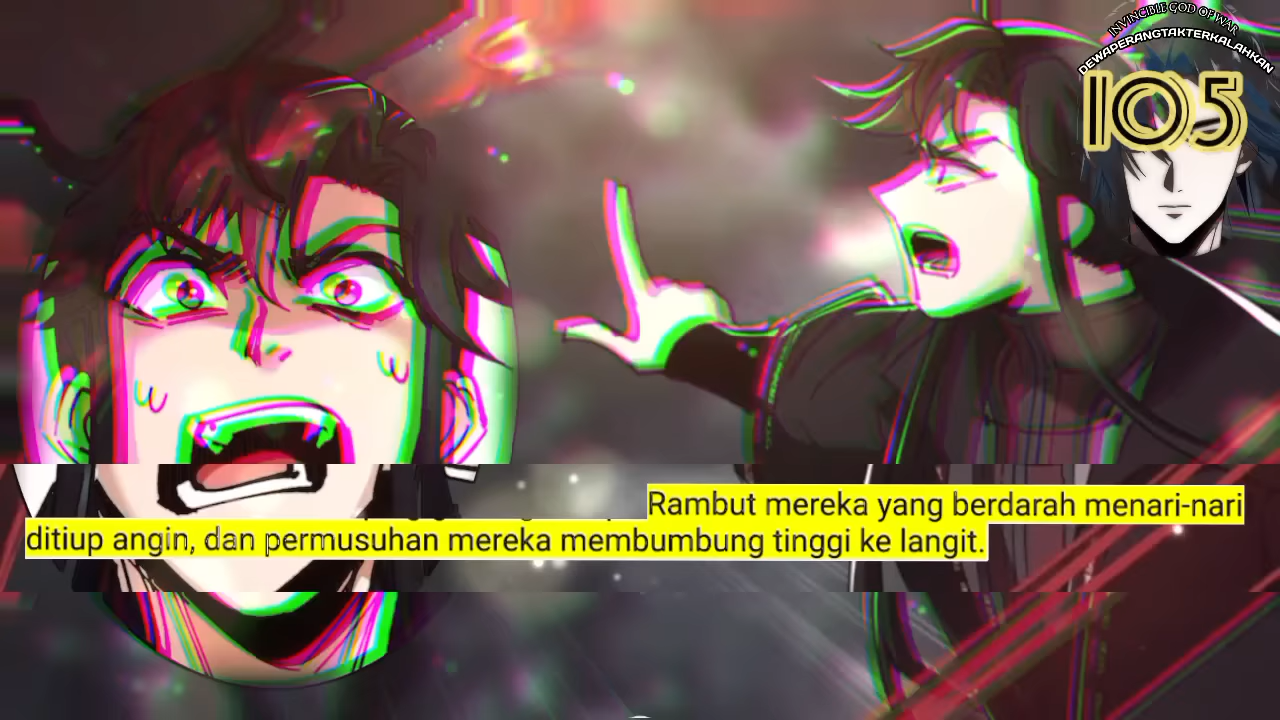 INVINCIBLE GOD OF WAR
DEWAPERANGTAKTERKALAHKAN
105
Rambut mereka yang berdarah menari-nari
ditiup angin, dan permusuhan mereka membumbung tinggi ke langit.